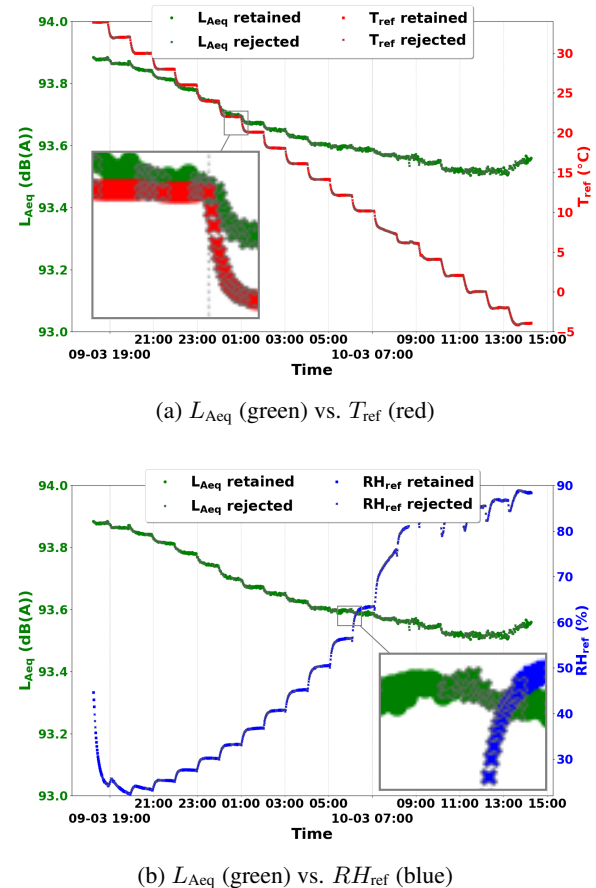 L_Aeq retained
L_Aeq rejected
T_ref retained
T_ref rejected
94.0
93.8
93.6
93.4
93.2
93.0
L_Aeq (dB(A))
30
25
20
15
10
5
0
−5
T_ref (°C)
21:00 23:00 01:00 03:00 05:00 09:00 11:00 13:00 15:00
09-03 19:00 10-03 07:00
Time
(a) L_Aeq (green) vs. T_ref (red)
L_Aeq retained
L_Aeq rejected
RH_ref retained
RH_ref rejected
94.0
93.8
93.6
93.4
93.2
93.0
L_Aeq (dB(A))
90
80
70
60
50
40
30
RH_ref (%)
21:00 23:00 01:00 03:00 05:00 09:00 11:00 13:00 15:00
09-03 19:00 10-03 07:00
Time
(b) L_Aeq (green) vs. RH_ref (blue)